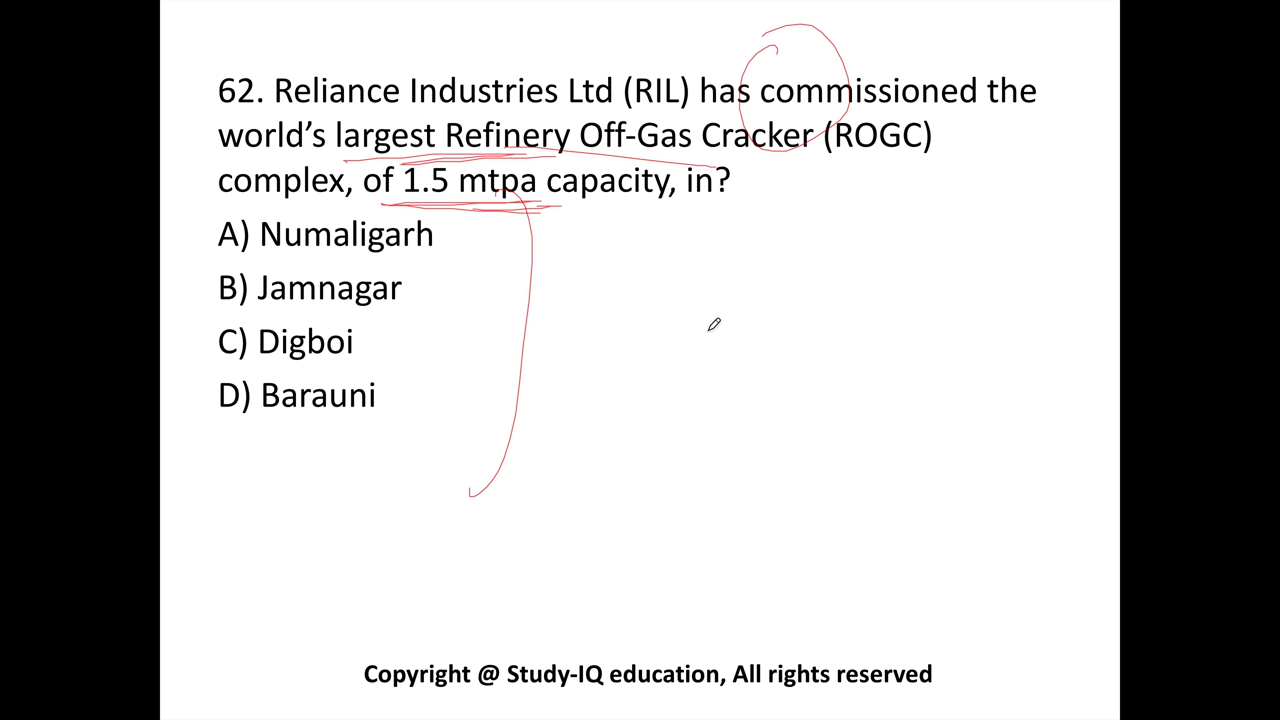 62. Reliance Industries Ltd (RIL) has commissioned the
world’s largest Refinery Off-Gas Cracker (ROGC)
complex, of 1.5 mtpa capacity, in?
A) Numaligarh
B) Jamnagar
C) Digboi
D) Barauni
Copyright @ Study-IQ education, All rights reserved